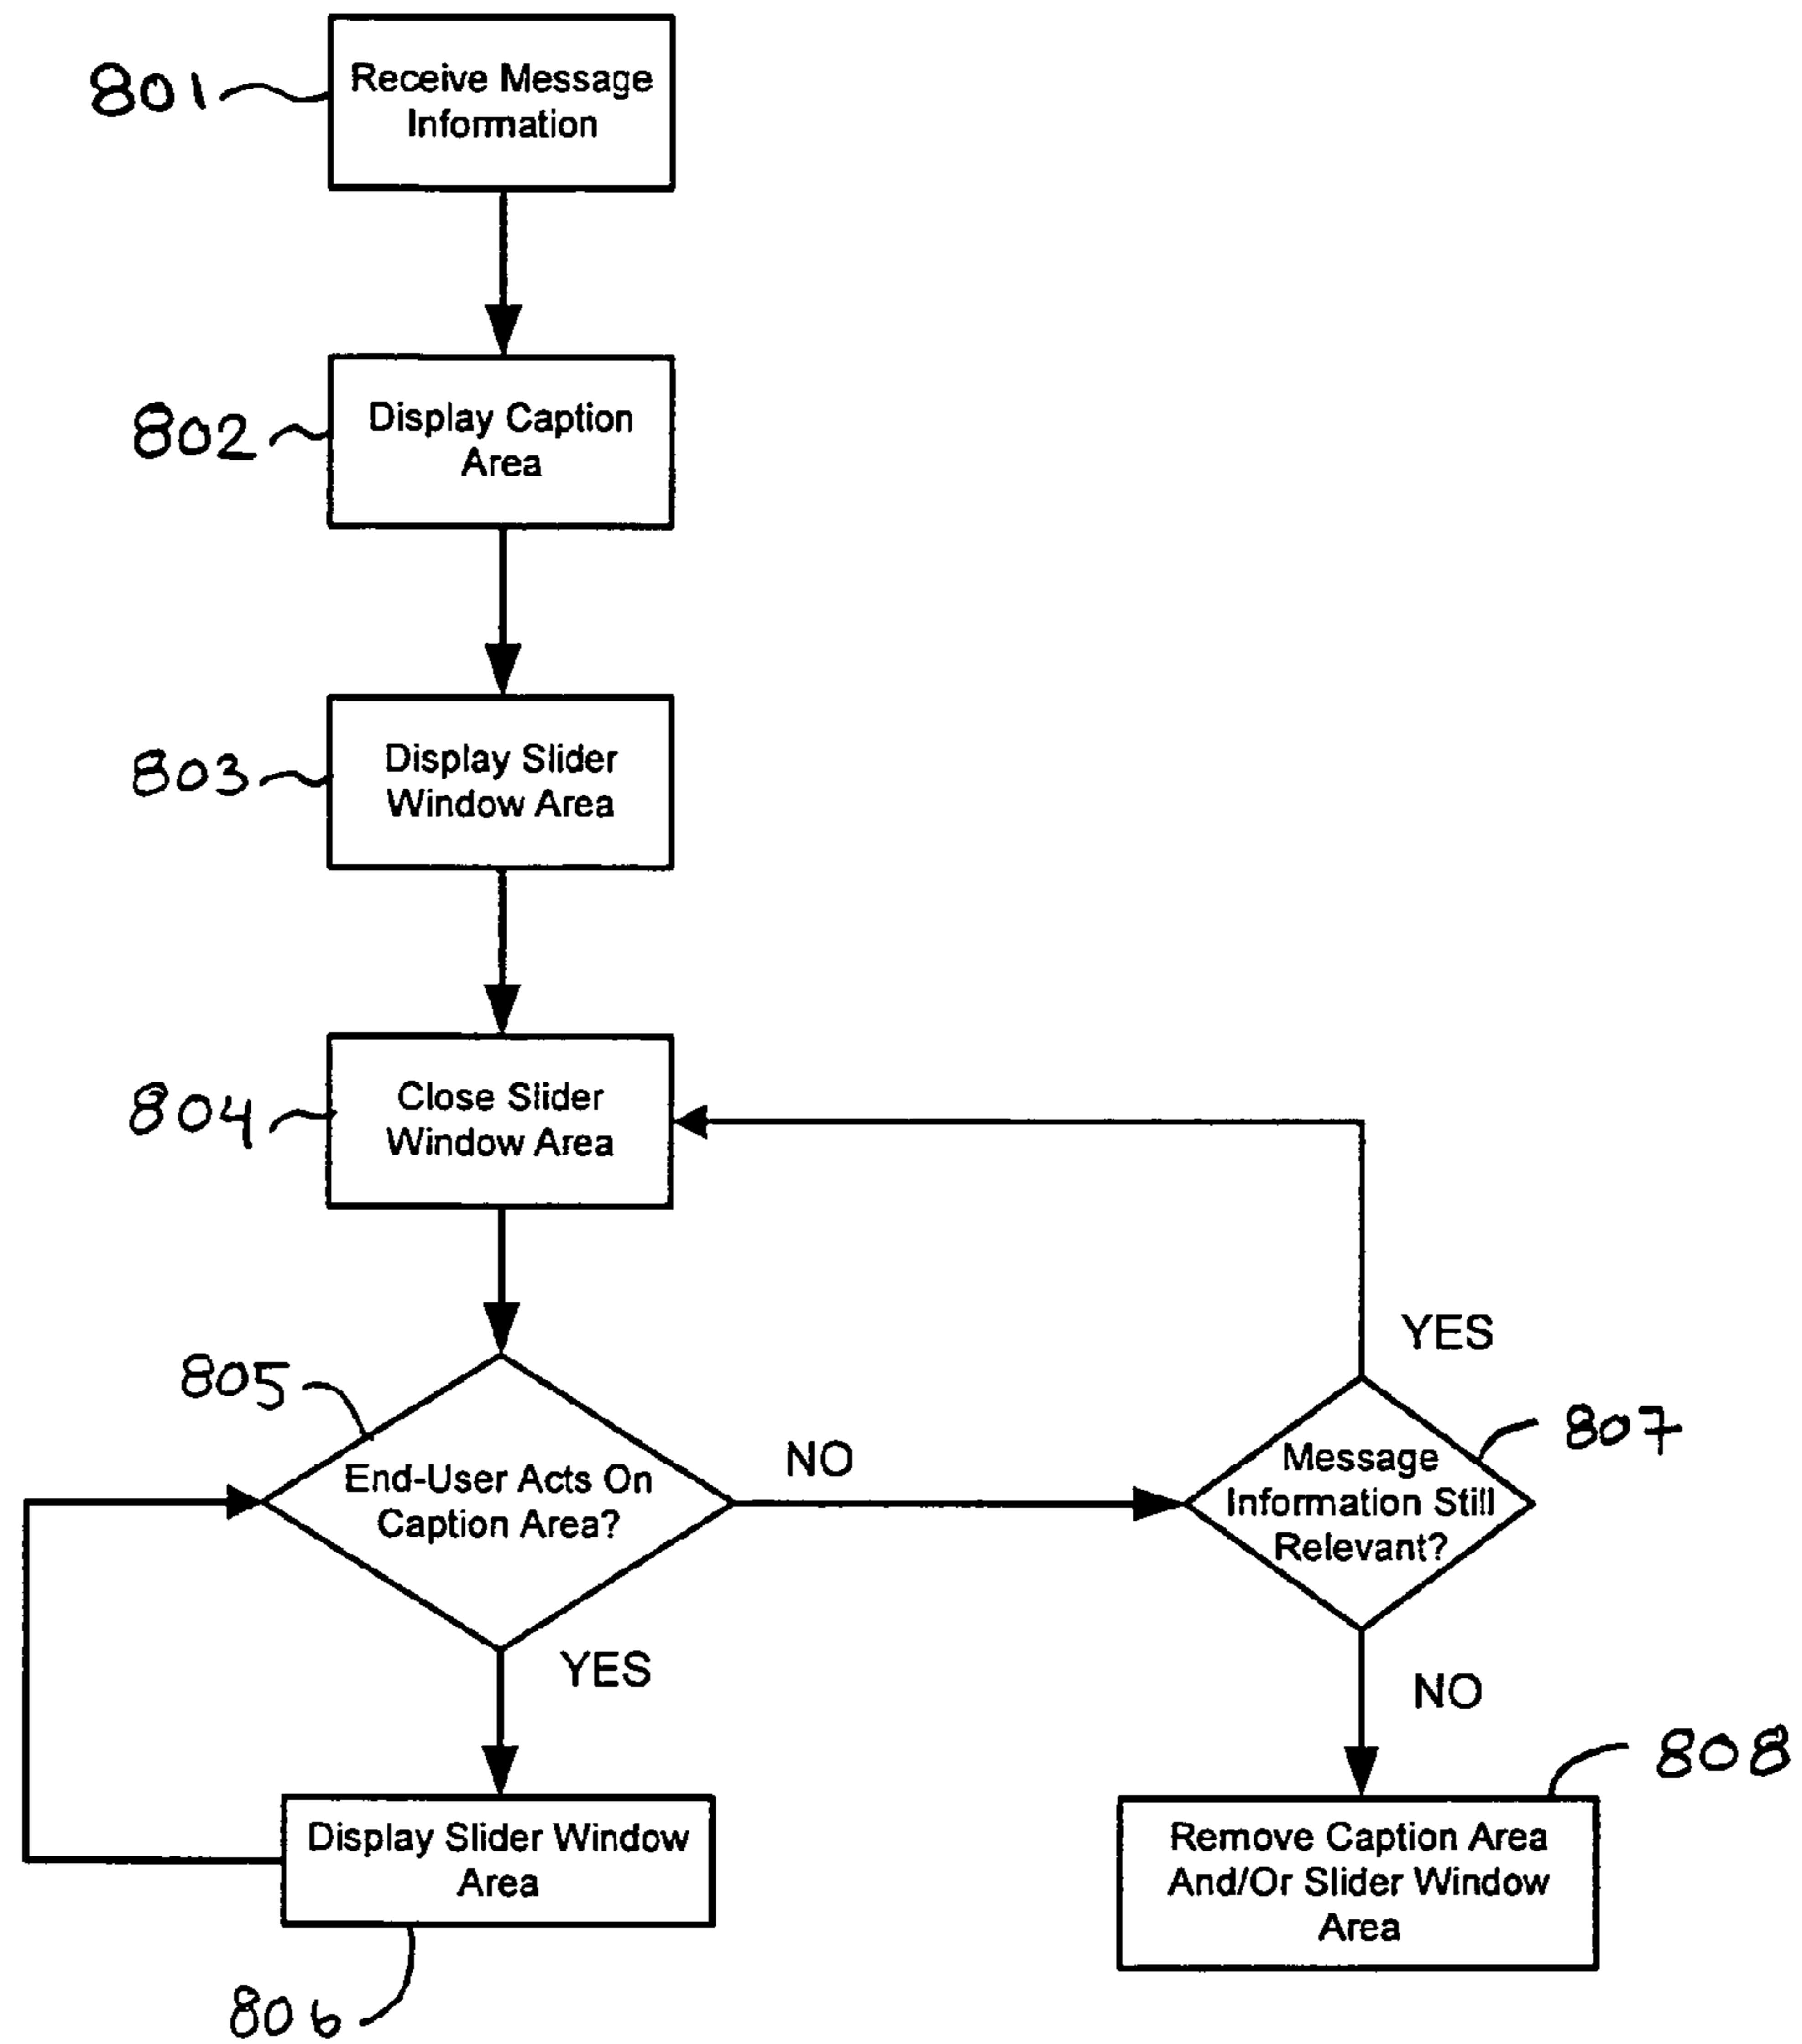 801
Receive Message
Information
802
Display Caption
Area
803
Display Slider
Window Area
804
Close Slider
Window Area
805
End-User Acts On
Caption Area?
NO
YES
807
Message
Information Still
Relevant?
YES
NO
806
Display Slider Window
Area
808
Remove Caption Area
And/Or Slider Window
Area